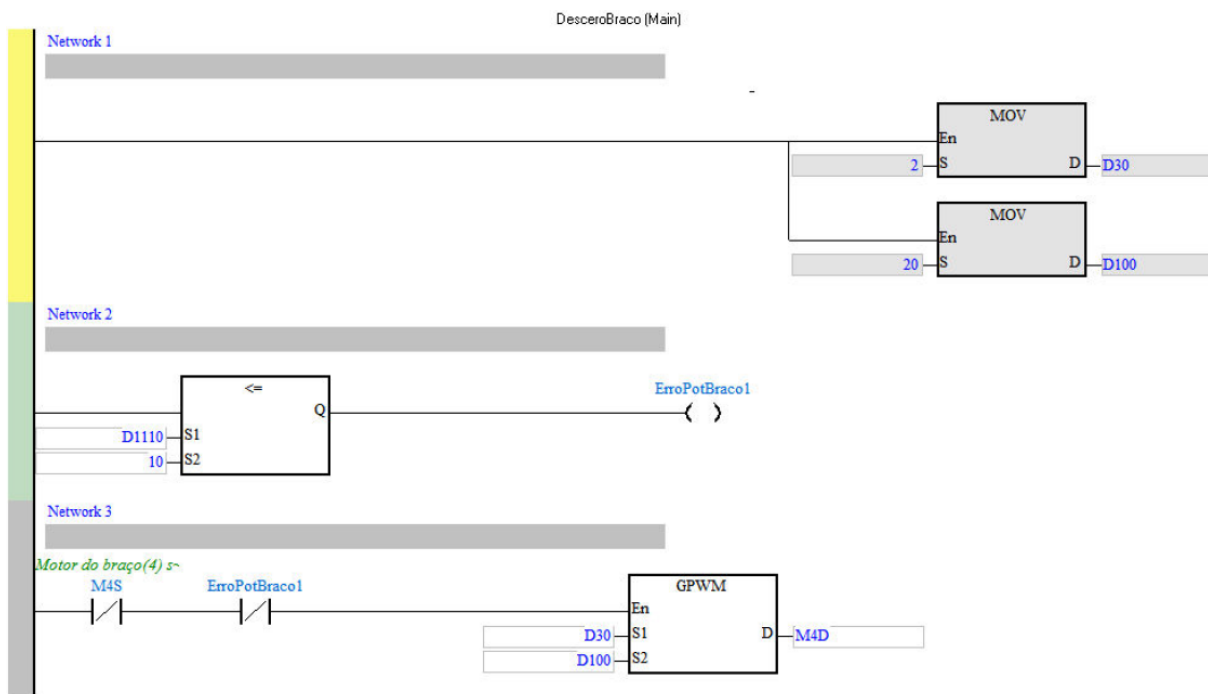 DesceroBraco (Main)
Network 1
MOV
En
2 S D D30
MOV
En
20 S D D100
Network 2
<=
Q
ErroPotBraco1
D1110 S1
10 S2
Network 3
Motor do braço(4) s~
M4S ErroPotBraco1
GPWM
En
D30 S1 D M4D
D100 S2